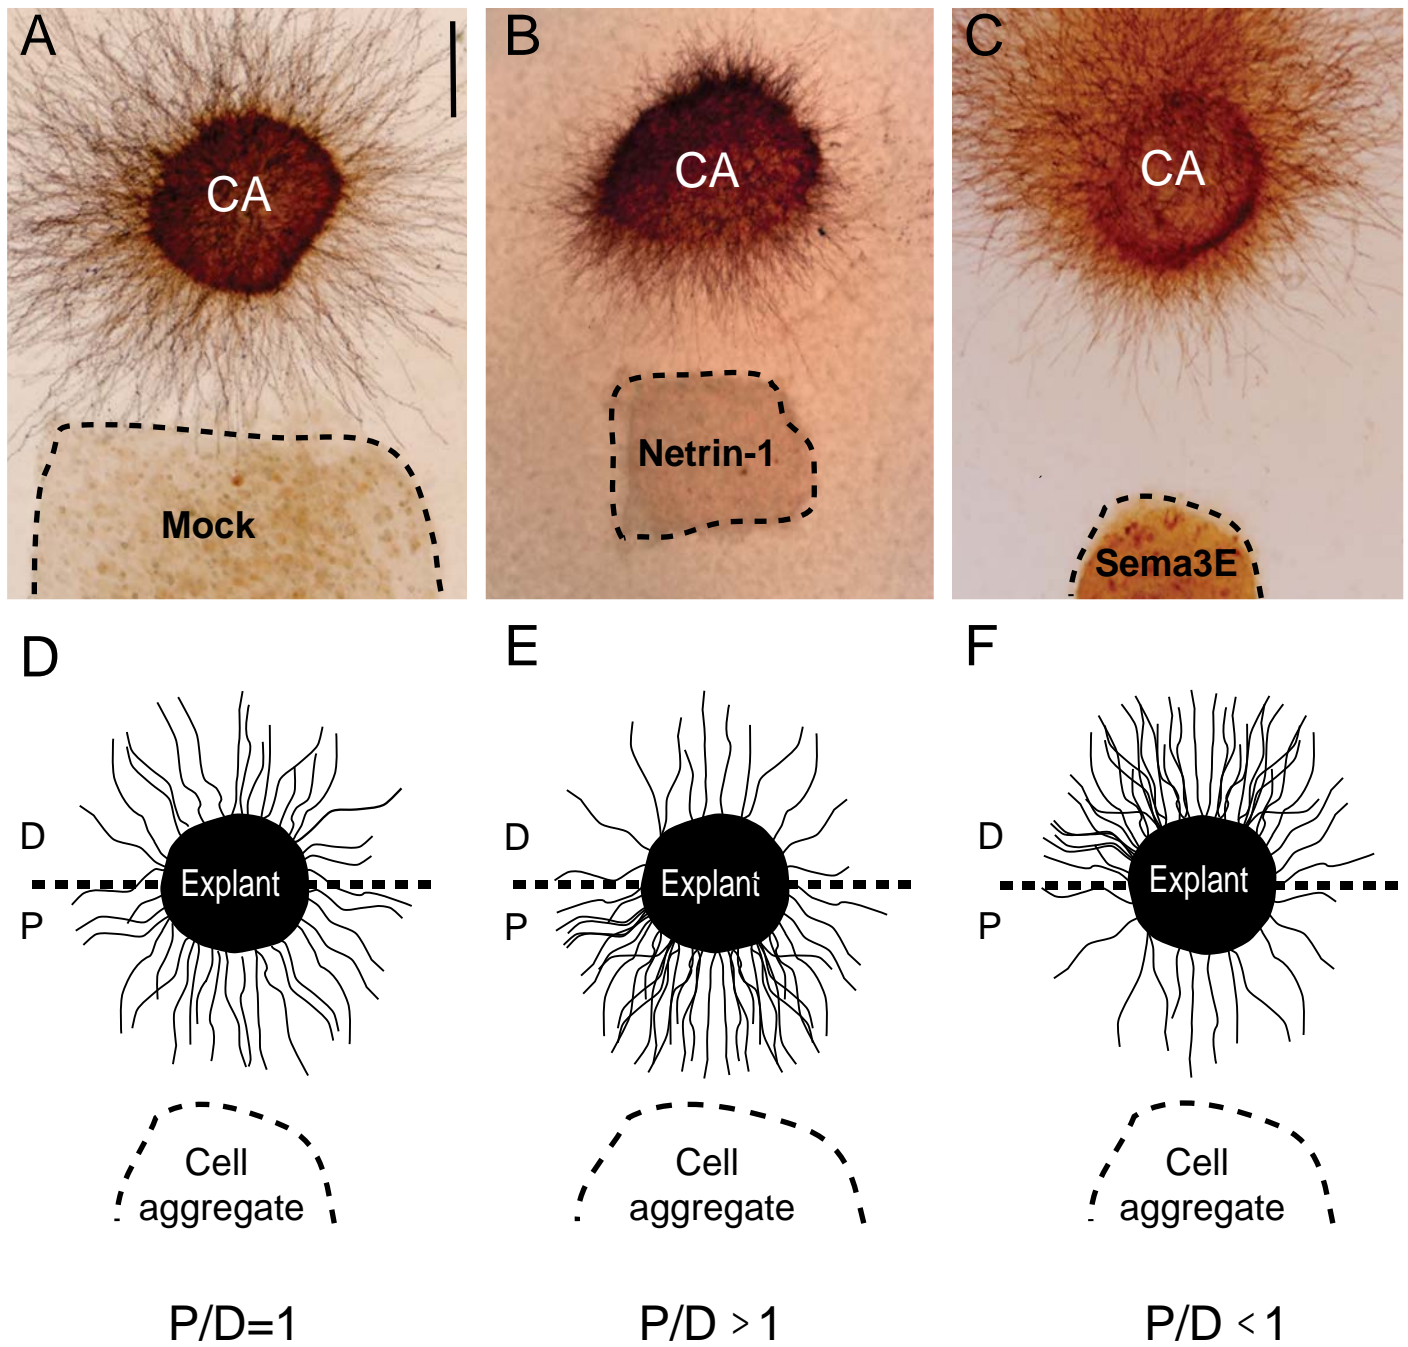 A
B
C
CA
CA
CA
Mock
Netrin-1
Sema3E
D
E
F
D
P
Explant
D
P
Explant
D
P
Explant
Cell
aggregate
Cell
aggregate
Cell
aggregate
P/D=1
P/D > 1
P/D < 1